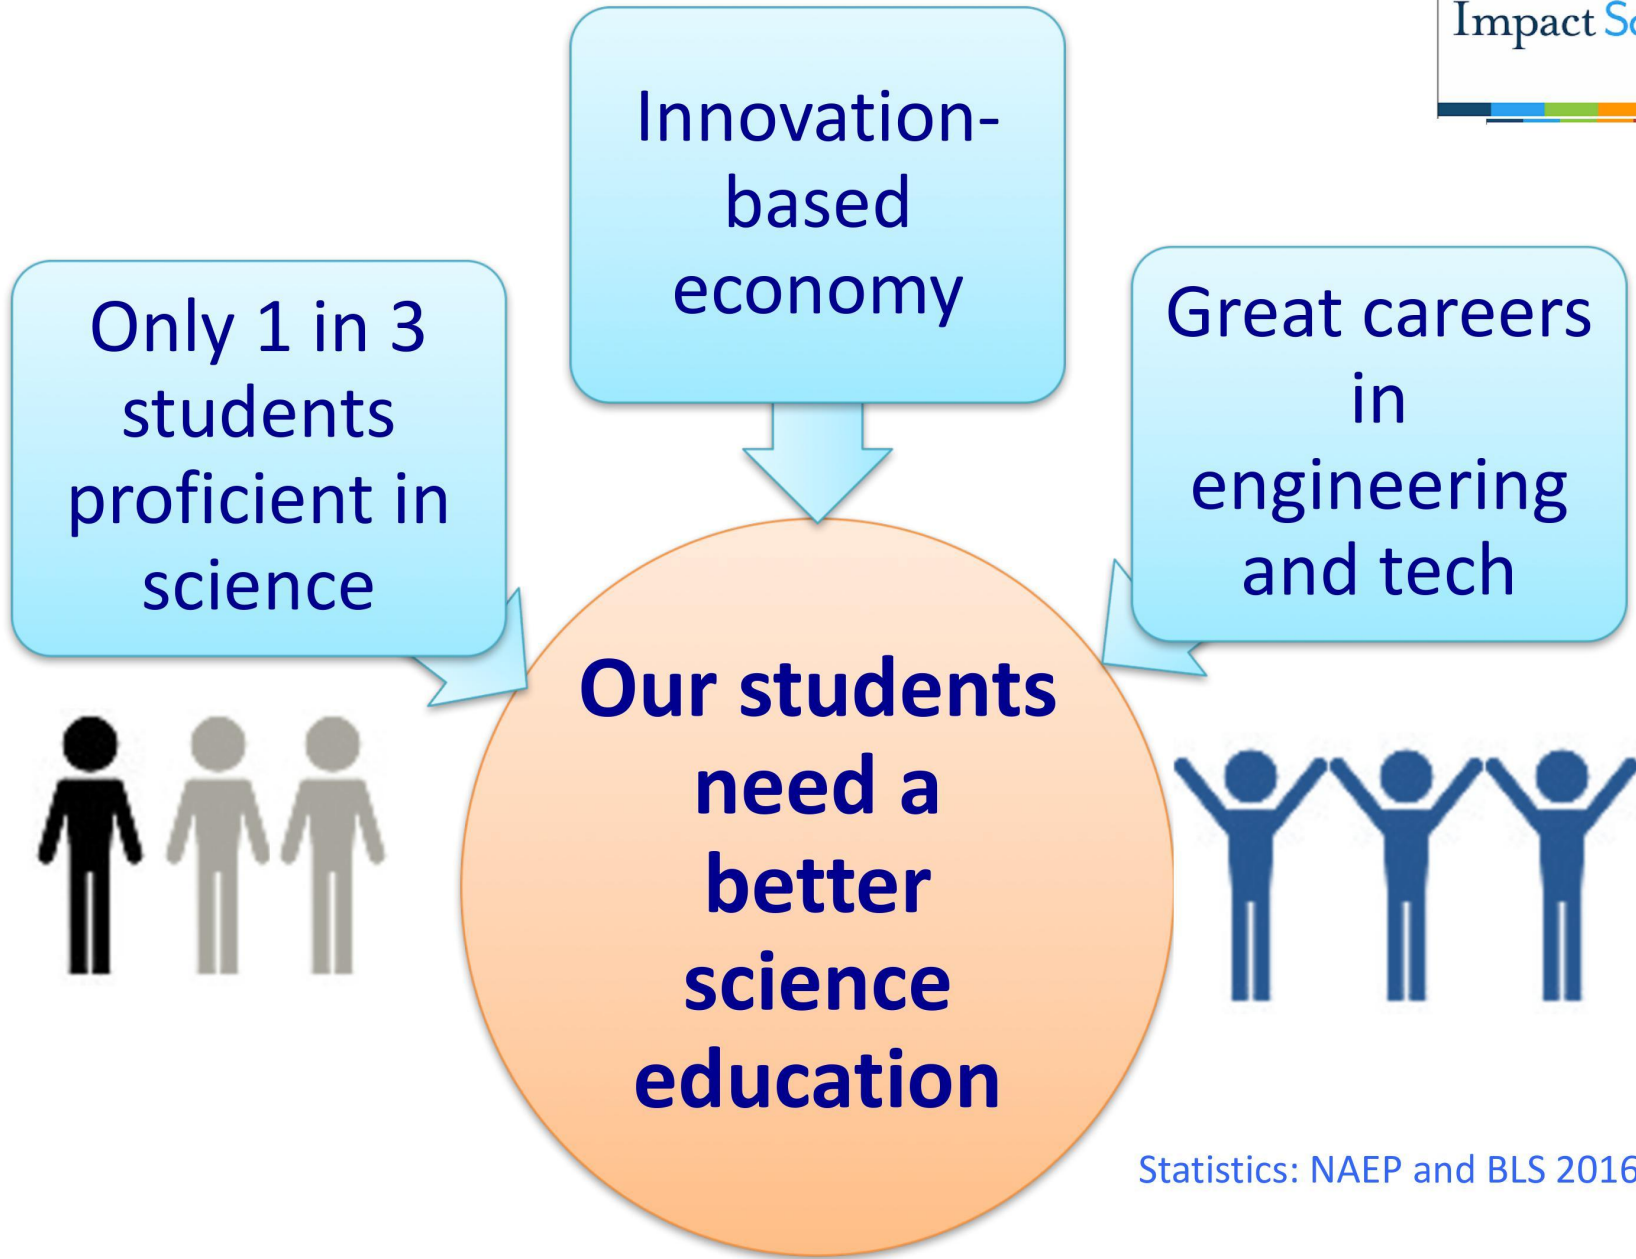 Impact
Innovation-
based
economy
Only 1 in 3
students
proficient in
science
Great careers
in
engineering
and tech
Our students
need a
better
science
education
Statistics: NAEP and BLS 2016